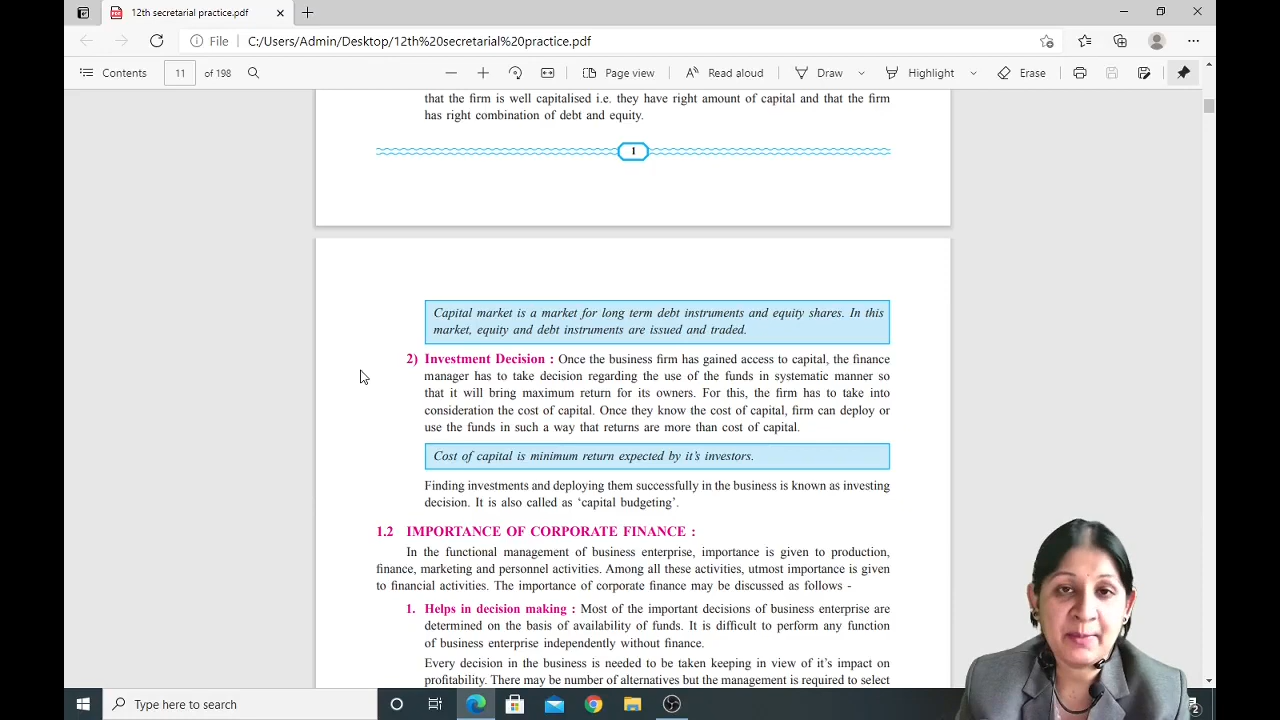 12th secretarial practice.pdf
File
C:/Users/Admin/Desktop/12th%20secretarial%20practice.pdf
Contents
11 of 198
Page view
Read aloud
Draw
Highlight
Erase
that the firm is well capitalised i.e. they have right amount of capital and that the firm
has right combination of debt and equity.
1
Capital market is a market for long term debt instruments and equity shares. In this
market, equity and debt instruments are issued and traded.
2) Investment Decision : Once the business firm has gained access to capital, the finance
manager has to take decision regarding the use of the funds in systematic manner so
that it will bring maximum return for its owners. For this, the firm has to take into
consideration the cost of capital. Once they know the cost of capital, firm can deploy or
use the funds in such a way that returns are more than cost of capital.
Cost of capital is minimum return expected by it's investors.
Finding investments and deploying them successfully in the business is known as investing
decision. It is also called as 'capital budgeting'.
1.2 IMPORTANCE OF CORPORATE FINANCE :
In the functional management of business enterprise, importance is given to production,
finance, marketing and personnel activities. Among all these activities, utmost importance is given
to financial activities. The importance of corporate finance may be discussed as follows -
1. Helps in decision making : Most of the important decisions of business enterprise are
determined on the basis of availability of funds. It is difficult to perform any function
of business enterprise independently without finance.
Every decision in the business is needed to be taken keeping in view of it's impact on
profitability. There may be number of alternatives but the management is required to select
Type here to search
2